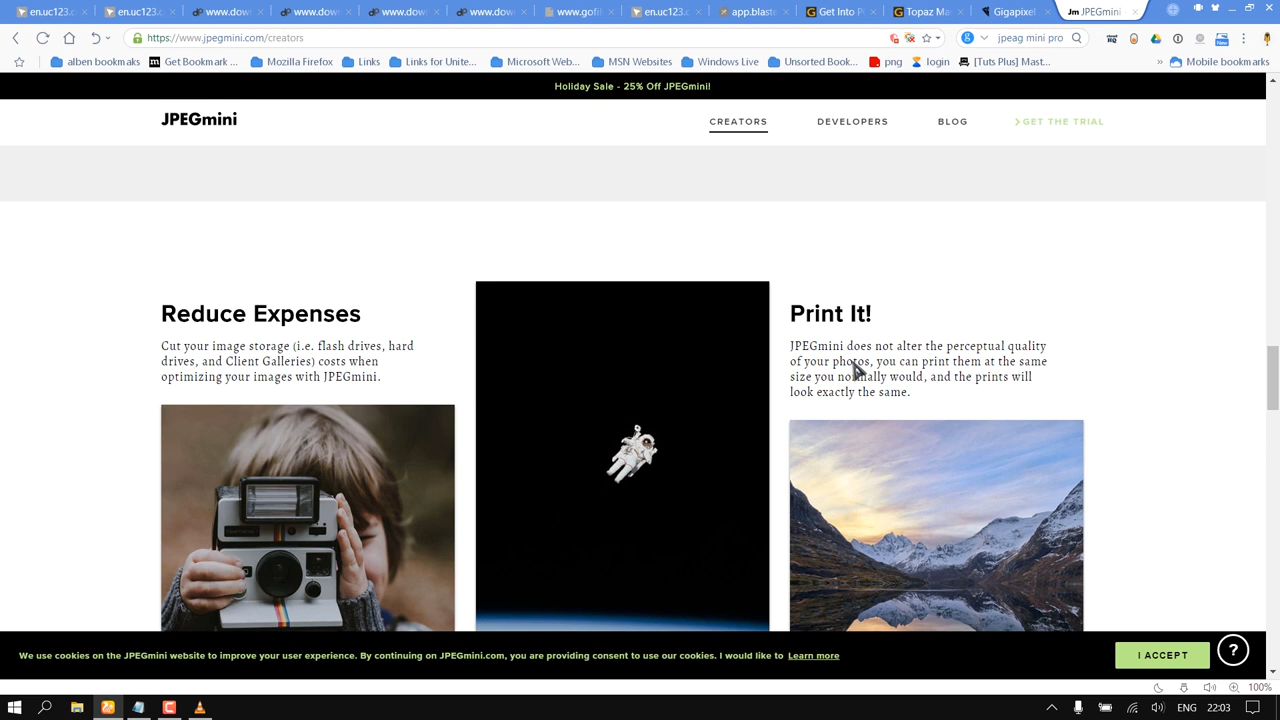 en.uc123.c
en.uc123.c
www.dow
www.dow
www.dow
www.gofil
en.uc123.c
app.blaste
Get Into P
Topaz Ma
Gigapixel
JPEGmini
https://www.jpegmini.com/creators
jpeag mini pro
alben bookmaks
Get Bookmark ...
Mozilla Firefox
Links
Links for Unite...
Microsoft Web...
MSN Websites
Windows Live
Unsorted Book...
png
login
[Tuts Plus] Mast...
»
Mobile bookmarks
Holiday Sale - 25% Off JPEGmini!
JPEGmini
CREATORS
DEVELOPERS
BLOG
GET THE TRIAL
Reduce Expenses
Cut your image storage (i.e. flash drives, hard
drives, and Client Galleries) costs when
optimizing your images with JPEGmini.
Print It!
JPEGmini does not alter the perceptual quality
of your photos, you can print them at the same
size you normally would, and the prints will
look exactly the same.
We use cookies on the JPEGmini website to improve your user experience. By continuing on JPEGmini.com, you are providing consent to use our cookies. I would like to Learn more
I ACCEPT
?
100%
ENG
22:03